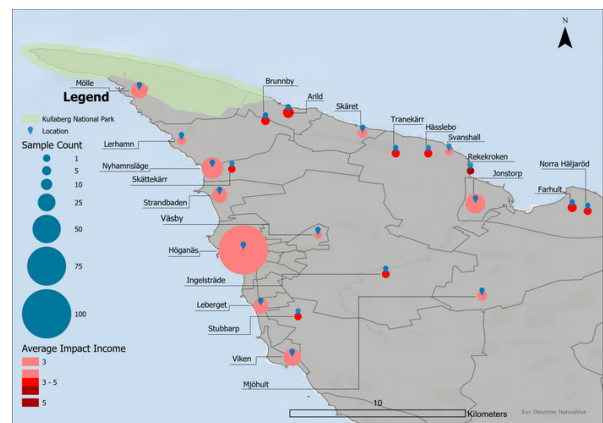 N
Mölle
Legend
Kullaberg National Park
Location
Sample Count
1
5
10
25
50
75
100
Average Impact Income
3
3 - 5
5
Brunnby
Arild
Skäret
Tranekärr
Hässlebo
Svanshall
Rekekroken
Norra Häljaröd
Jonstorp
Farhult
Lerhamn
Nyhamnsläge
Skättekärr
Strandbaden
Väsby
Höganäs
Ingelsträde
Leberget
Stubbarp
Viken
Mjöhult
10
Kilometers
Esri, DeLorme, NaturalVue